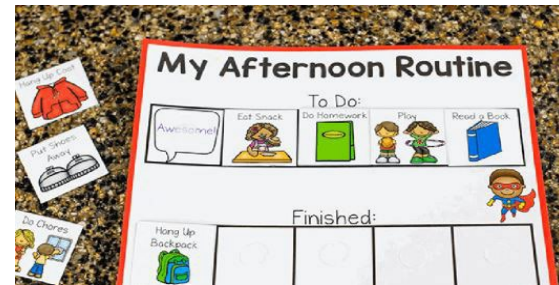 My Afternoon Routine
To Do:
Awesome!
Eat Snack
Do Homework
Play
Read a Book
Finished:
Hang Up
Backpack
Hang Up Coat
Put Shoes
Away
Do Chores